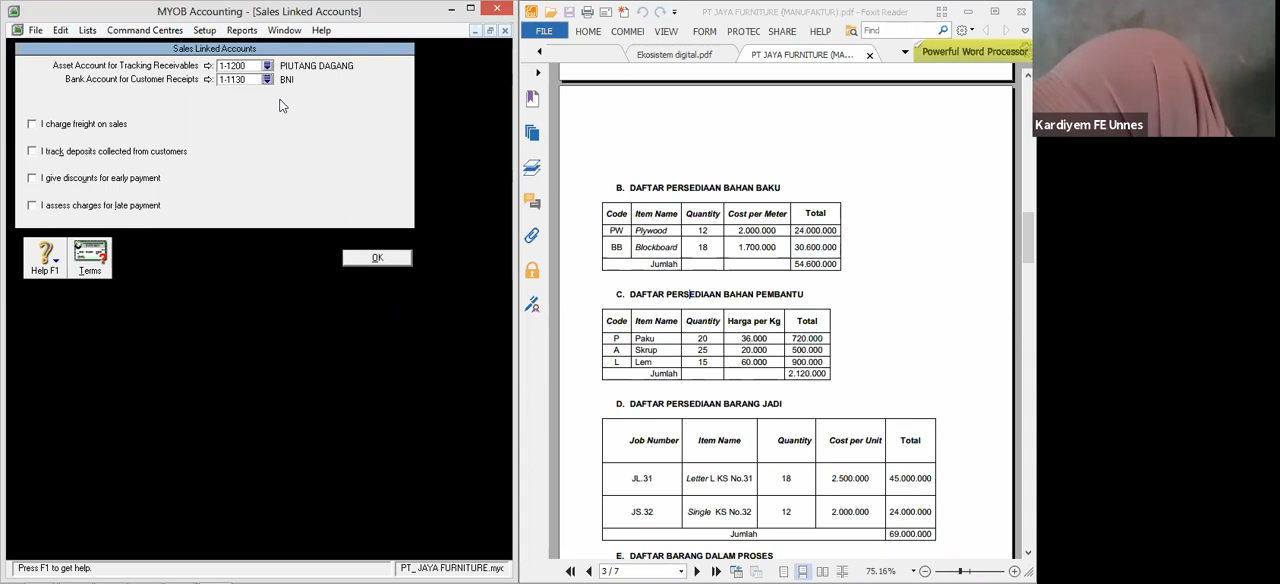 MYOB Accounting - [Sales Linked Accounts]
File Edit Lists Command Centres Setup Reports Window Help
Sales Linked Accounts
Asset Account for Tracking Receivables 1-1200 PIUTANG DAGANG
Bank Account for Customer Receipts 1-1130 BNI
I charge freight on sales
I track deposits collected from customers
I give discounts for early payment
I assess charges for late payment
Help F1 Terms OK
Press F1 to get help. PT_ JAYA FURNITURE.myo
PT JAYA FURNITURE (MANUFAKTUR).pdf - Foxit Reader
FILE HOME COMMEI VIEW FORM PROTEC SHARE HELP Find
Ekosistem digital.pdf PT JAYA FURNITURE (MA... Powerful Word Processor
B. DAFTAR PERSEDIAAN BAHAN BAKU
Code Item Name Quantity Cost per Meter Total
PW Plywood 12 2.000.000 24.000.000
BB Blockboard 18 1.700.000 30.600.000
Jumlah 54.600.000
C. DAFTAR PERSEDIAAN BAHAN PEMBANTU
Code Item Name Quantity Harga per Kg Total
P Paku 20 36.000 720.000
A Skrup 25 20.000 500.000
L Lem 15 60.000 900.000
Jumlah 2.120.000
D. DAFTAR PERSEDIAAN BARANG JADI
Job Number Item Name Quantity Cost per Unit Total
JL.31 Letter L KS No.31 18 2.500.000 45.000.000
JS.32 Single KS No.32 12 2.000.000 24.000.000
Jumlah 69.000.000
E. DAFTAR BARANG DALAM PROSES
3 / 7 75.16%
Kardiyem FE Unnes